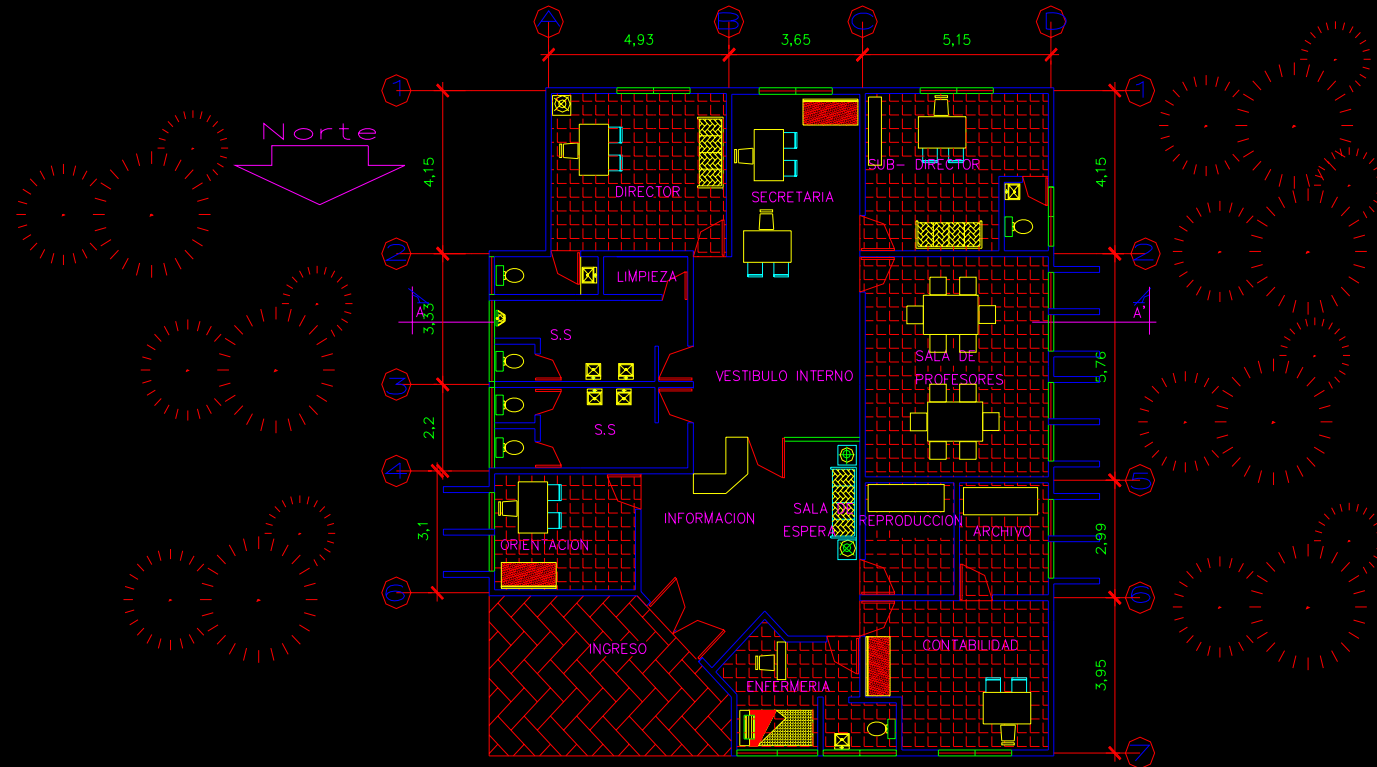 A B C D
4,93 3,65 5,15
1 1
Norte
4,15 4,15
DIRECTOR
SECRETARIA
SUB- DIRECTOR
2 2
LIMPIEZA
A A'
3,33
S.S
VESTIBULO INTERNO
SALA DE
PROFESORES
5,76
3
2,2
S.S
4 5
INFORMACION
SALA
ESPERA
REPRODUCCION
ARCHIVO
3,1
2,99
ORIENTACION
6 6
INGRESO
ENFERMERIA
CONTABILIDAD
3,95
7